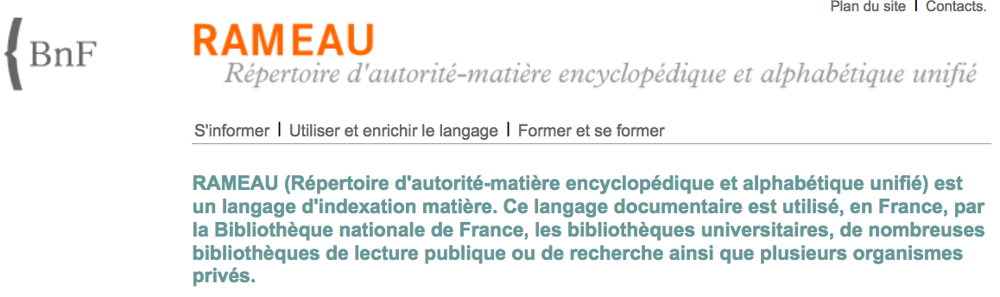 Plan du site | Contacts.
BnF
RAMEAU
Répertoire d'autorité-matière encyclopédique et alphabétique unifié
S'informer | Utiliser et enrichir le langage | Former et se former
RAMEAU (Répertoire d'autorité-matière encyclopédique et alphabétique unifié) est
un langage d'indexation matière. Ce langage documentaire est utilisé, en France, par
la Bibliothèque nationale de France, les bibliothèques universitaires, de nombreuses
bibliothèques de lecture publique ou de recherche ainsi que plusieurs organismes
privés.